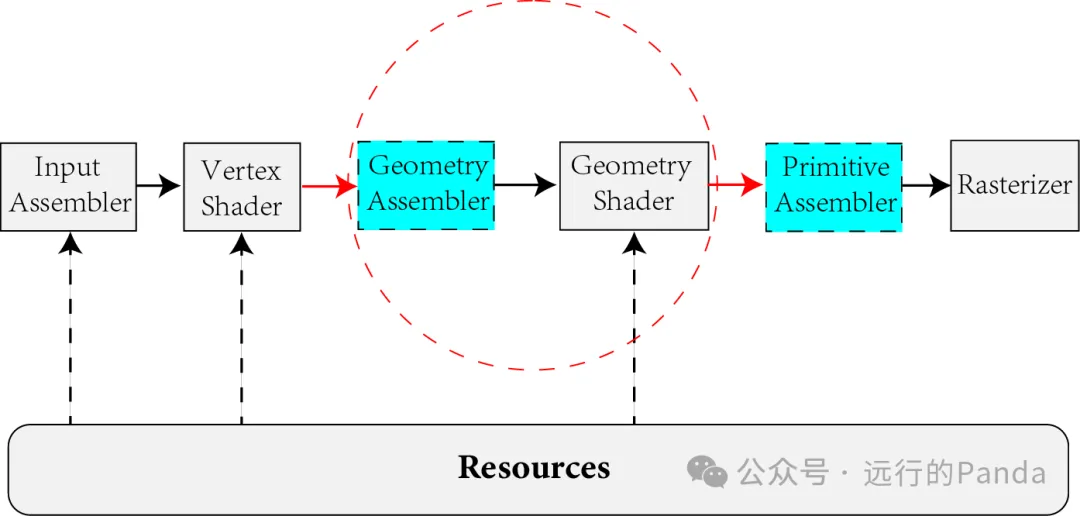 Input
Assembler
Vertex
Shader
Geometry
Assembler
Geometry
Shader
Primitive
Assembler
Rasterizer
Resources
公众号 · 远行的Panda